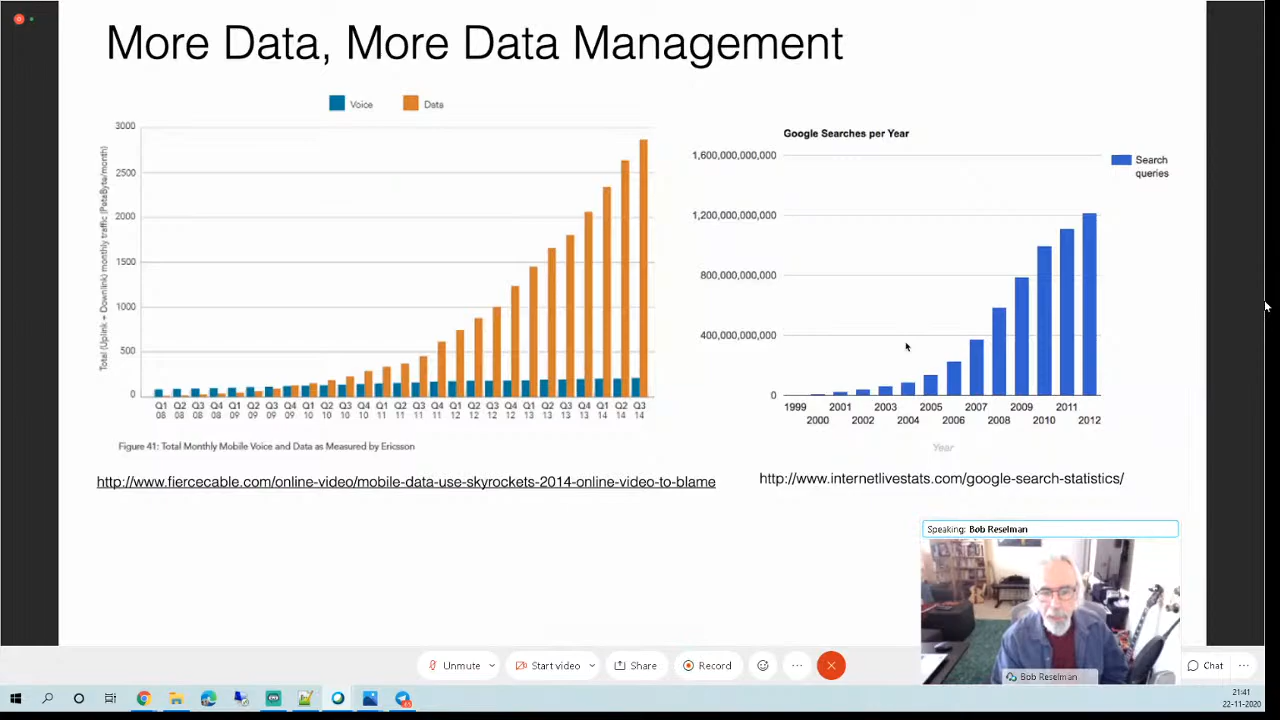 More Data, More Data Management
Voice
Data
Total (Uplink + Downlink) monthly traffic (PetaByte/month)
3000
2500
2000
1500
1000
500
0
Q1 Q2 Q3 Q4 Q1 Q2 Q3 Q4 Q1 Q2 Q3 Q4 Q1 Q2 Q3 Q4 Q1 Q2 Q3 Q4 Q1 Q2 Q3 Q4 Q1 Q2 Q3
08 08 08 08 09 09 09 09 10 10 10 10 11 11 11 11 12 12 12 12 13 13 13 13 14 14 14
Figure 41: Total Monthly Mobile Voice and Data as Measured by Ericsson
http://www.fiercecable.com/online-video/mobile-data-use-skyrockets-2014-online-video-to-blame
Google Searches per Year
1,600,000,000,000
1,200,000,000,000
800,000,000,000
400,000,000,000
0
Search
queries
1999 2001 2003 2005 2007 2009 2011
2000 2002 2004 2006 2008 2010 2012
Year
http://www.internetlivestats.com/google-search-statistics/
Speaking: Bob Reselman
Bob Reselman
Unmute
Start video
Share
Record
Chat
21:41
22-11-2020